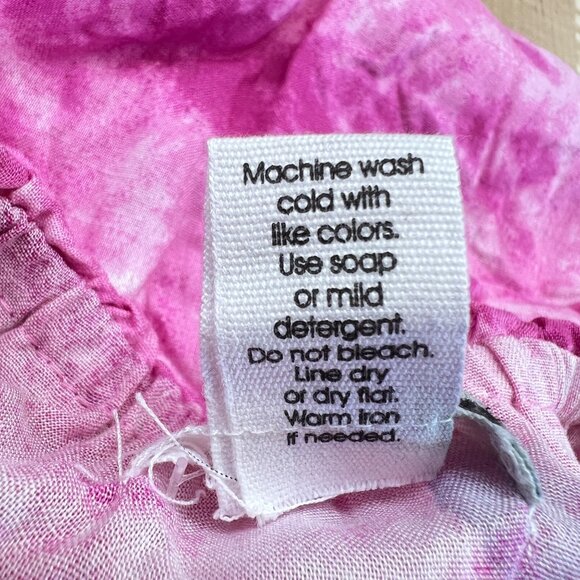 Machine wash
cold with
like colors.
Use soap
or mild
detergent.
Do not bleach.
Line dry
or dry flat.
Warm iron
if needed.